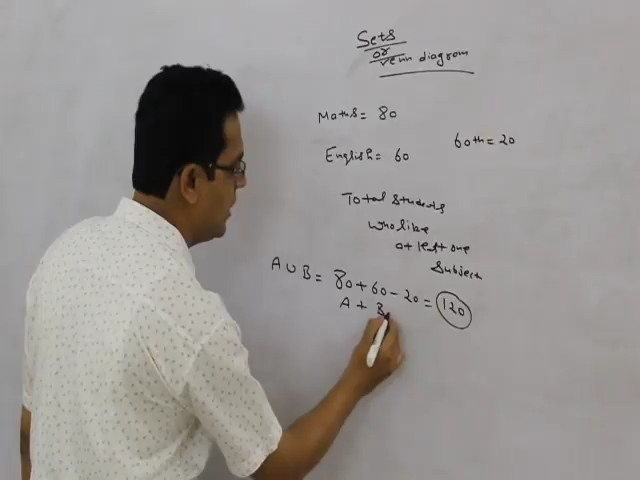 Sets
or
Venn diagram
Maths = 80
English = 60
Both = 20
Total Students
who like
at left one
Subject
A ∪ B = 80 + 60 - 20 = 120
A + B